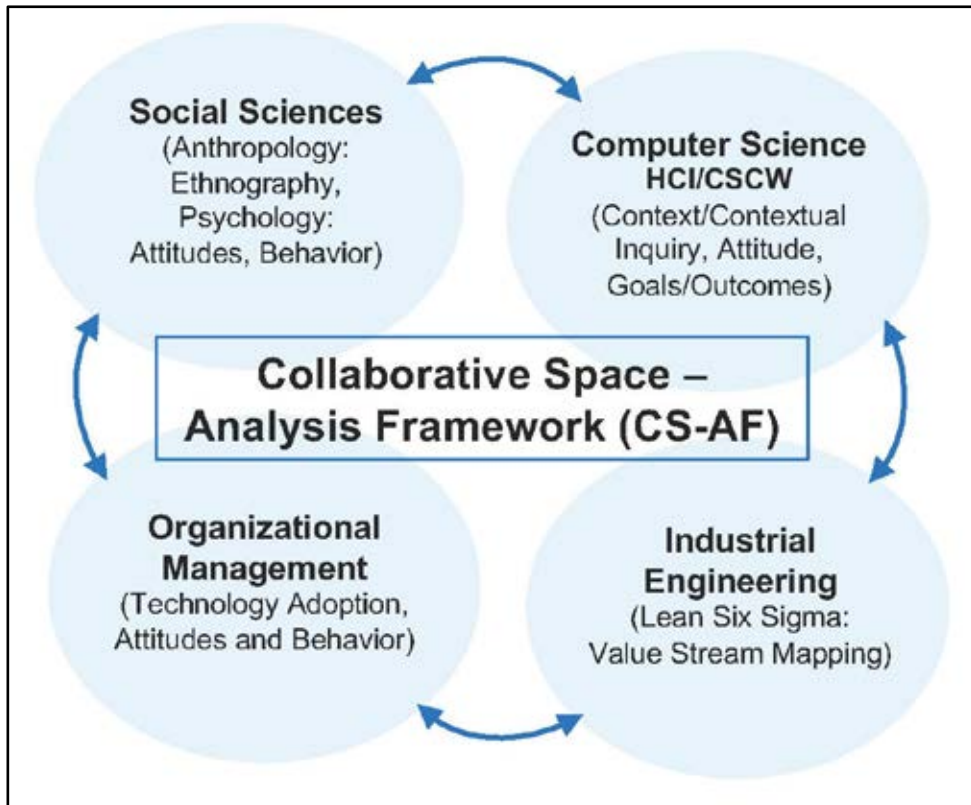 Social Sciences
(Anthropology:
Ethnography,
Psychology:
Attitudes, Behavior)
Computer Science
HCI/CSCW
(Context/Contextual
Inquiry, Attitude,
Goals/Outcomes)
Collaborative Space –
Analysis Framework (CS-AF)
Organizational
Management
(Technology Adoption,
Attitudes and Behavior)
Industrial
Engineering
(Lean Six Sigma:
Value Stream Mapping)